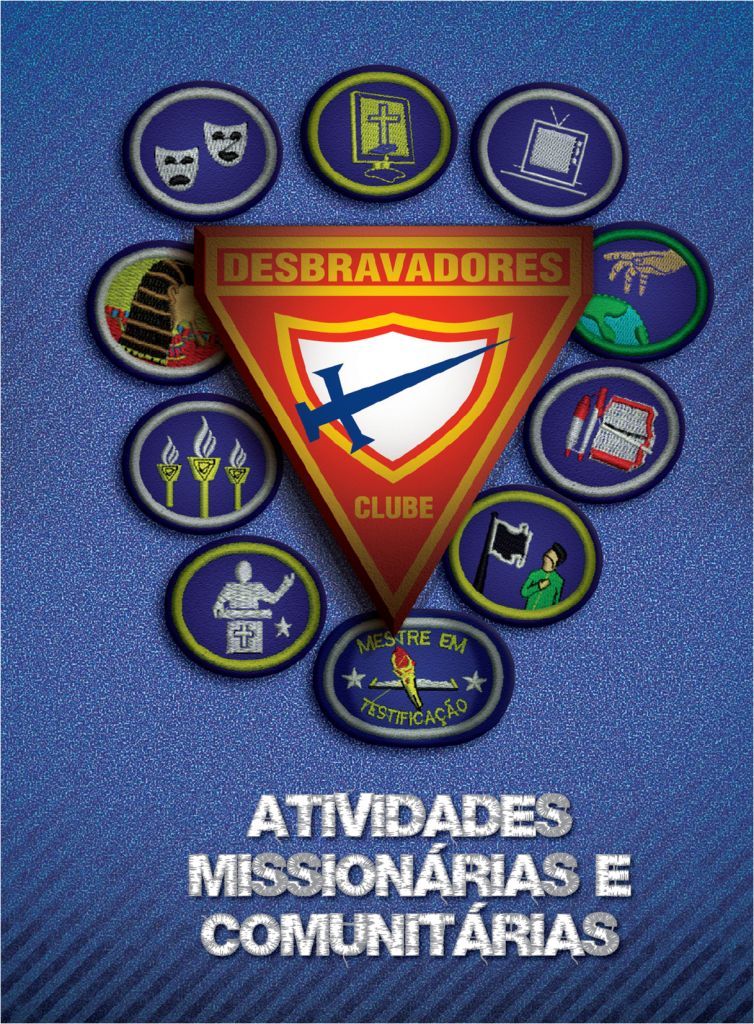 DESBRAVADORES
CLUBE
MESTRE EM
TESTIFICAÇÃO
ATIVIDADES
MISSIONÁRIAS E
COMUNITÁRIAS